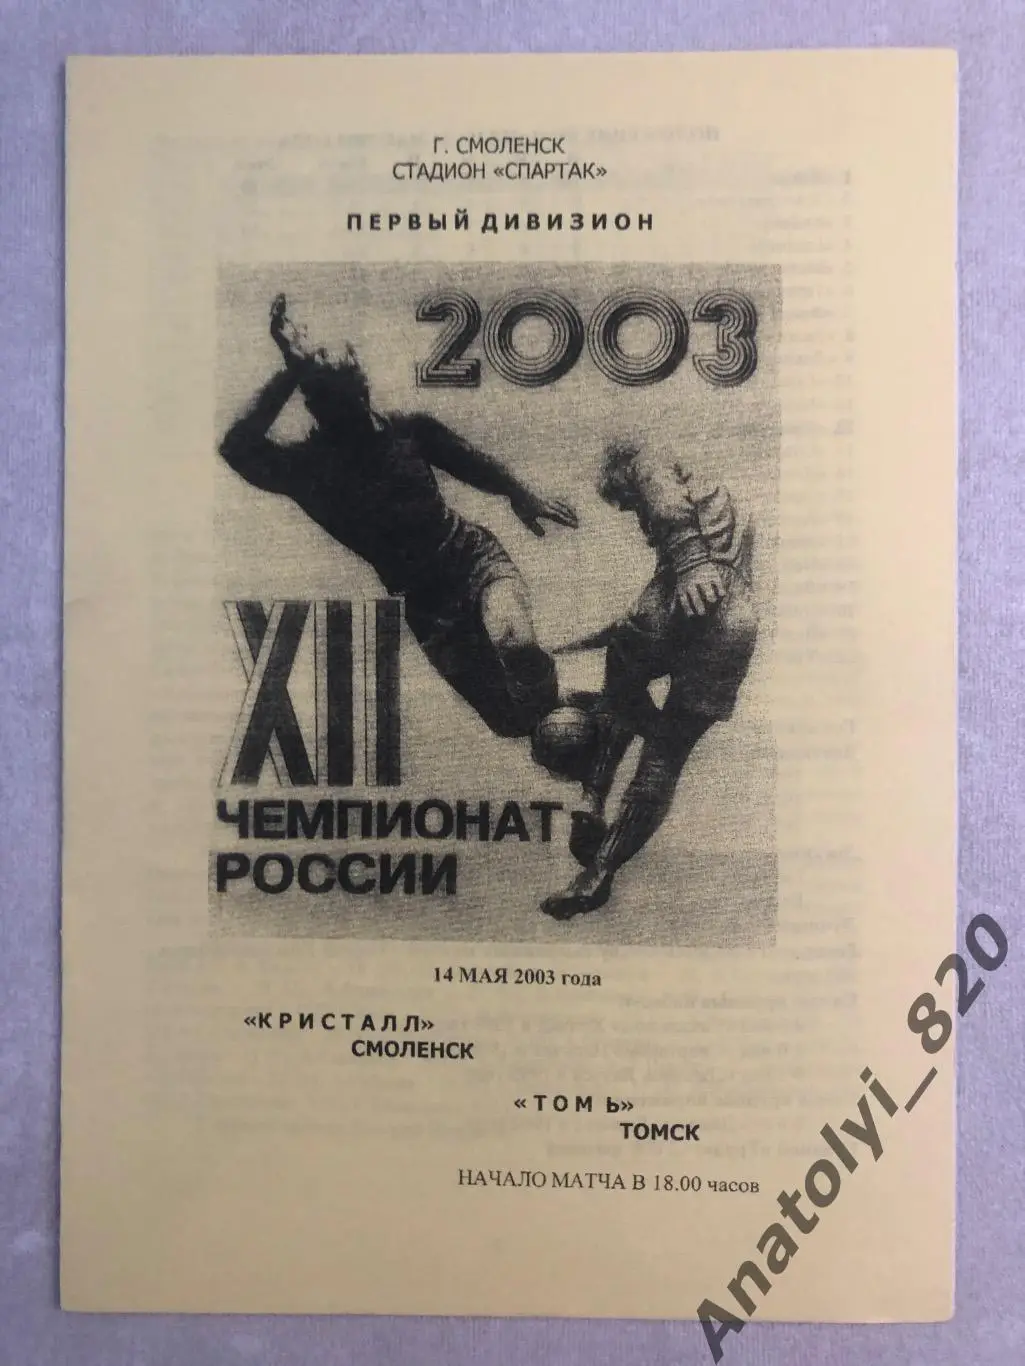 Г. СМОЛЕНСК
СТАДИОН «СПАРТАК»
ПЕРВЫЙ ДИВИЗИОН
2003
XII
ЧЕМПИОНАТ
РОССИИ
14 МАЯ 2003 года
«КРИСТАЛЛ»
СМОЛЕНСК
«ТОМЬ»
ТОМСК
НАЧАЛО МАТЧА В 18.00 часов
Anatolyi_820